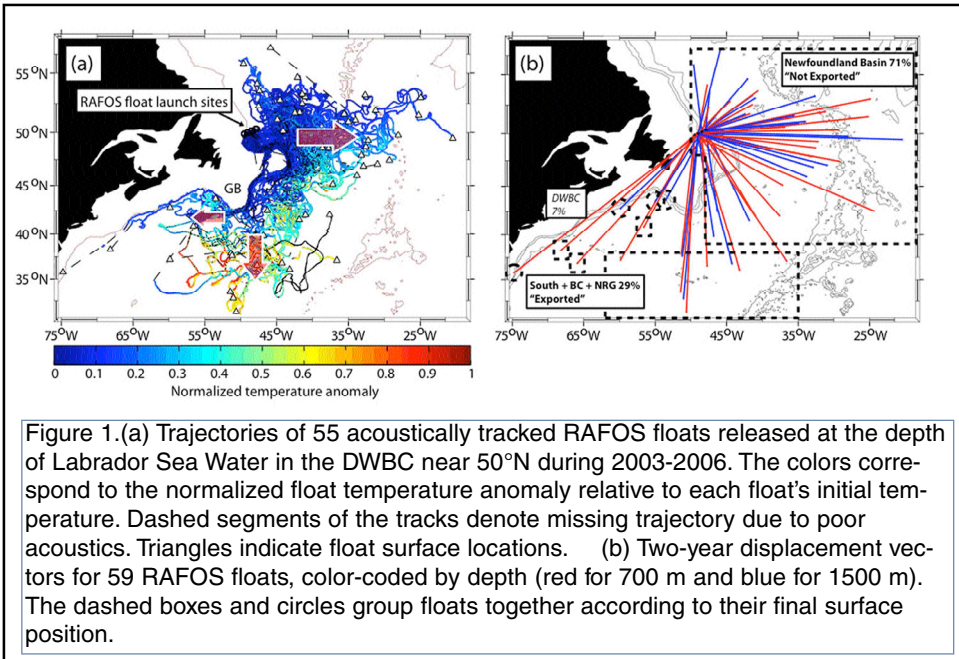 (a)
RAFOS float launch sites
GB
55°N
50°N
45°N
40°N
35°N
75°W
65°W
55°W
45°W
35°W
25°W
0 0.1 0.2 0.3 0.4 0.5 0.6 0.7 0.8 0.9 1
Normalized temperature anomaly
(b)
Newfoundland Basin 71%
"Not Exported"
DWBC
7%
South + BC + NRG 29%
"Exported"
55°N
50°N
45°N
40°N
35°N
75°W
65°W
55°W
45°W
35°W
25°W
Figure 1.(a) Trajectories of 55 acoustically tracked RAFOS floats released at the depth
of Labrador Sea Water in the DWBC near 50°N during 2003-2006. The colors corre-
spond to the normalized float temperature anomaly relative to each float's initial tem-
perature. Dashed segments of the tracks denote missing trajectory due to poor
acoustics. Triangles indicate float surface locations. (b) Two-year displacement vec-
tors for 59 RAFOS floats, color-coded by depth (red for 700 m and blue for 1500 m).
The dashed boxes and circles group floats together according to their final surface
position.